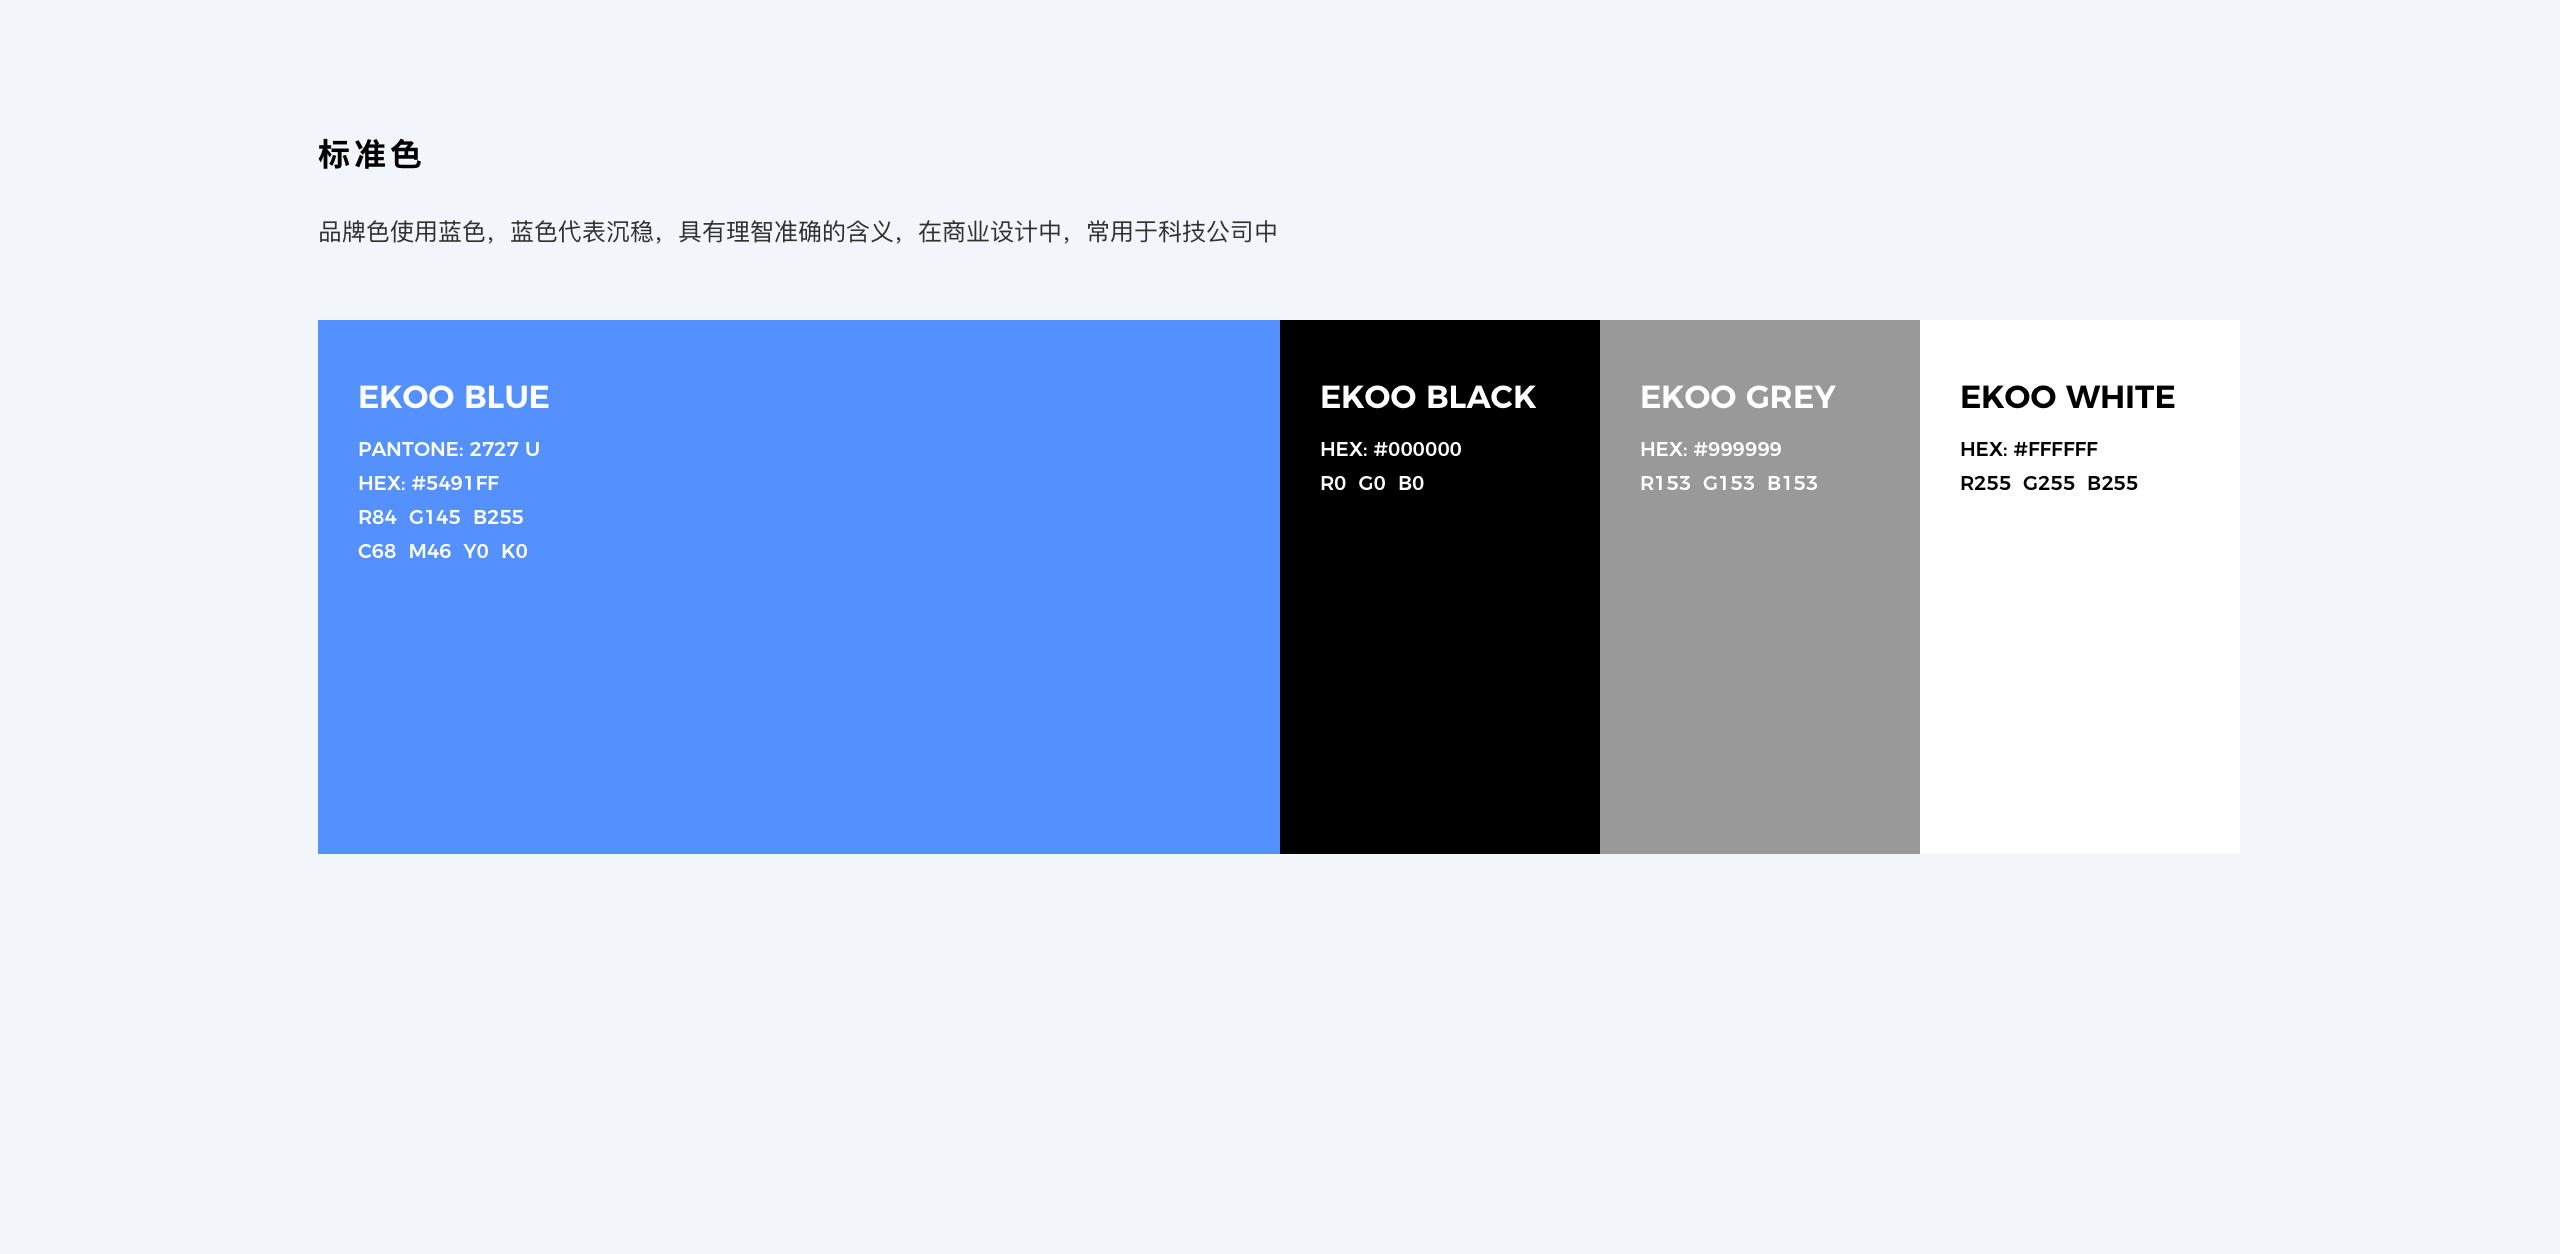 标准色
品牌色使用蓝色，蓝色代表沉稳，具有理智准确的含义，在商业设计中，常用于科技公司中
EKOO BLUE
PANTONE: 2727 U
HEX: #5491FF
R84 G145 B255
C68 M46 Y0 K0
EKOO BLACK
HEX: #000000
R0 G0 B0
EKOO GREY
HEX: #999999
R153 G153 B153
EKOO WHITE
HEX: #FFFFFF
R255 G255 B255